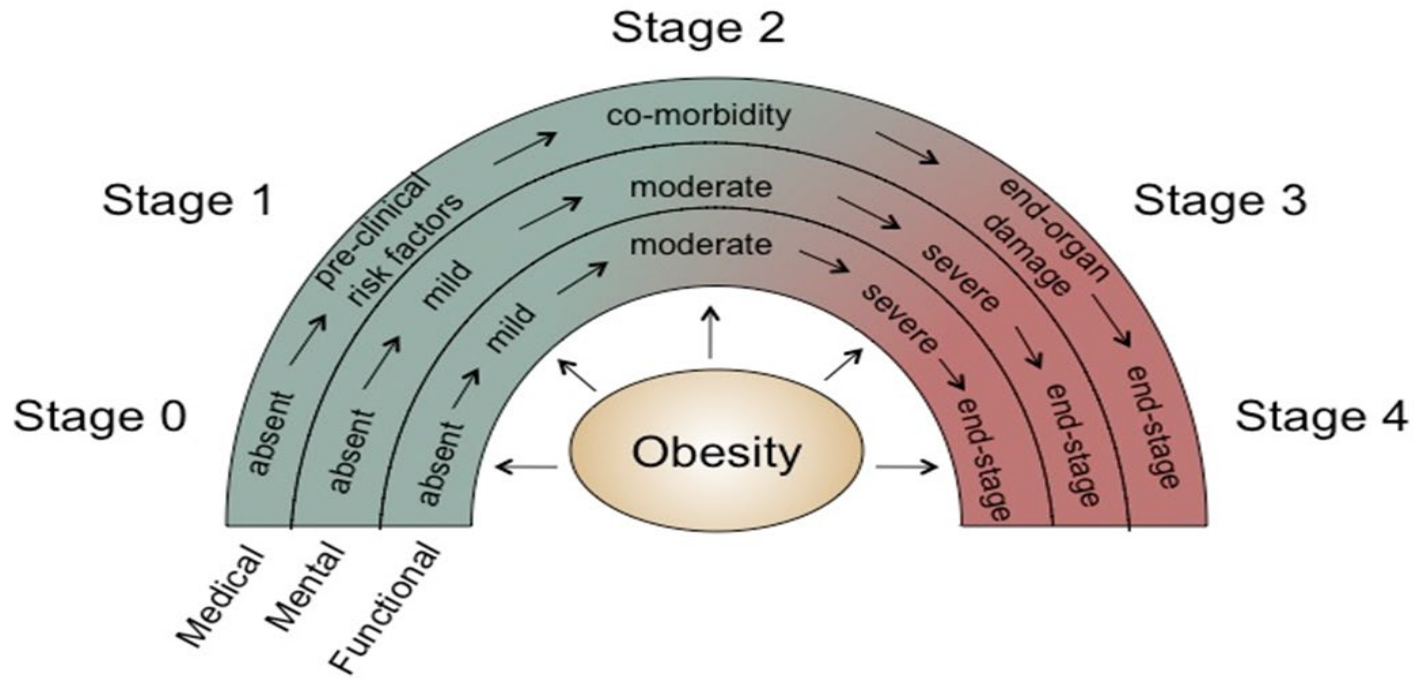 Stage 2
Stage 1
Stage 3
Stage 0
Stage 4
absent
pre-clinical
risk factors
co-morbidity
end-organ
damage
end-stage
absent
mild
moderate
severe
end-stage
absent
mild
moderate
severe
end-stage
Obesity
Medical
Mental
Functional